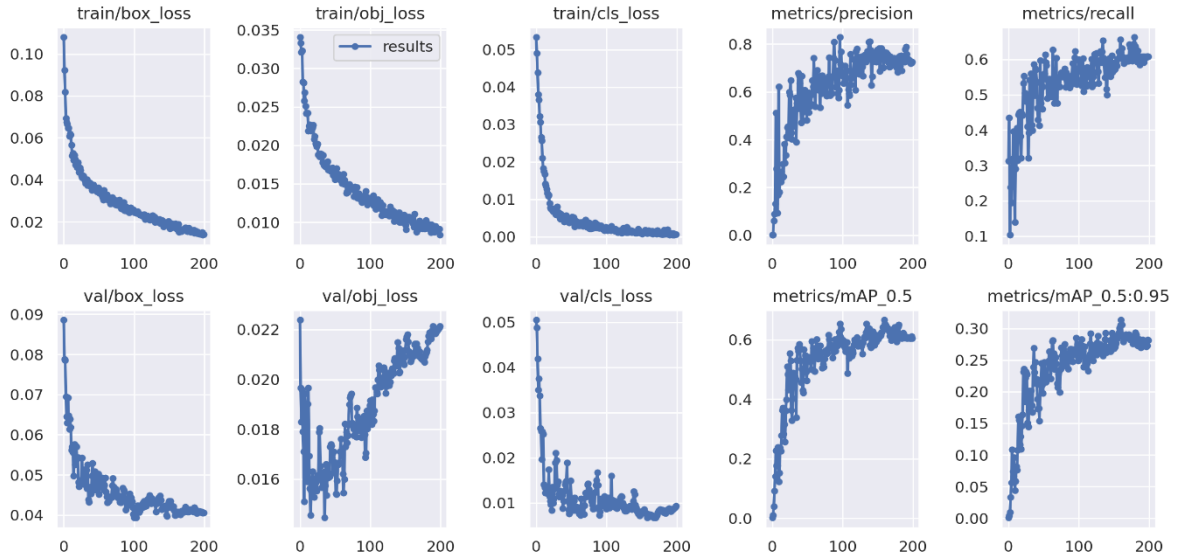 train/box_loss
train/obj_loss
train/cls_loss
metrics/precision
metrics/recall
0.10
0.08
0.06
0.04
0.02
0 100 200
0.035
0.030
0.025
0.020
0.015
0.010
results
0 100 200
0.05
0.04
0.03
0.02
0.01
0.00
0 100 200
0.8
0.6
0.4
0.2
0.0
0 100 200
0.6
0.5
0.4
0.3
0.2
0.1
0 100 200
val/box_loss
val/obj_loss
val/cls_loss
metrics/mAP_0.5
metrics/mAP_0.5:0.95
0.09
0.08
0.07
0.06
0.05
0.04
0 100 200
0.022
0.020
0.018
0.016
0 100 200
0.05
0.04
0.03
0.02
0.01
0 100 200
0.6
0.4
0.2
0.0
0 100 200
0.30
0.25
0.20
0.15
0.10
0.05
0.00
0 100 200